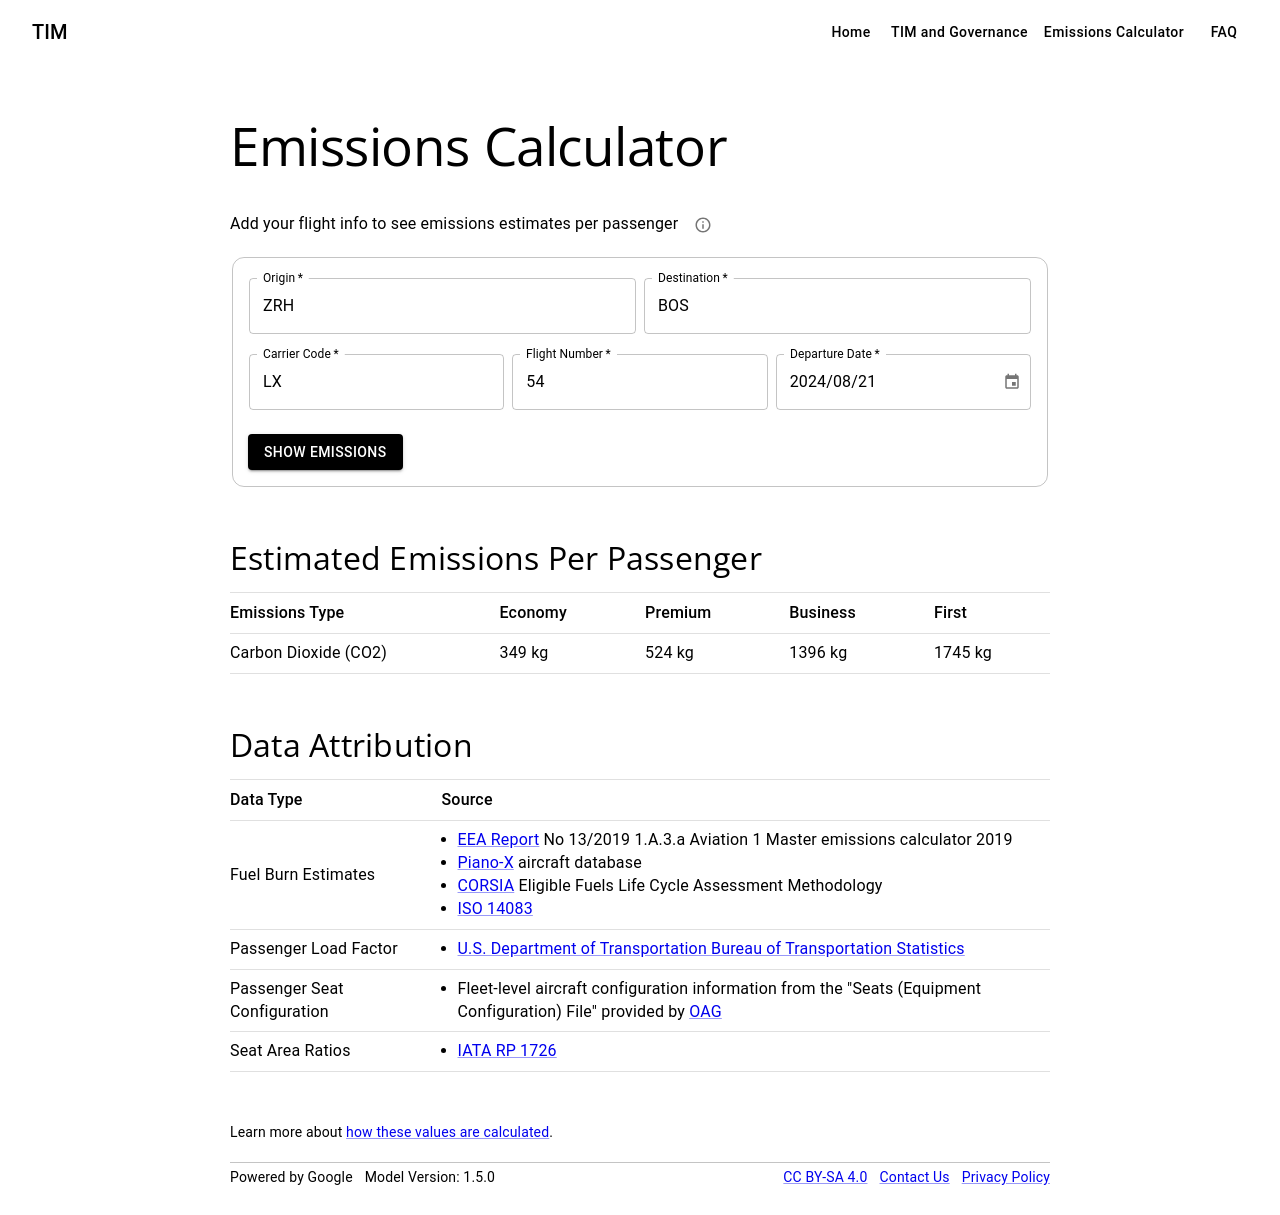 TIM
Home TIM and Governance Emissions Calculator FAQ
Emissions Calculator
Add your flight info to see emissions estimates per passenger
Origin * Destination *
ZRH BOS
Carrier Code * Flight Number * Departure Date *
LX 54 2024/08/21
SHOW EMISSIONS
Estimated Emissions Per Passenger
Emissions Type Economy Premium Business First
Carbon Dioxide (CO2) 349 kg 524 kg 1396 kg 1745 kg
Data Attribution
Data Type Source
Fuel Burn Estimates
• EEA Report No 13/2019 1.A.3.a Aviation 1 Master emissions calculator 2019
• Piano-X aircraft database
• CORSIA Eligible Fuels Life Cycle Assessment Methodology
• ISO 14083
Passenger Load Factor • U.S. Department of Transportation Bureau of Transportation Statistics
Passenger Seat
Configuration
• Fleet-level aircraft configuration information from the "Seats (Equipment
Configuration) File" provided by OAG
Seat Area Ratios • IATA RP 1726
Learn more about how these values are calculated.
Powered by Google Model Version: 1.5.0 CC BY-SA 4.0 Contact Us Privacy Policy